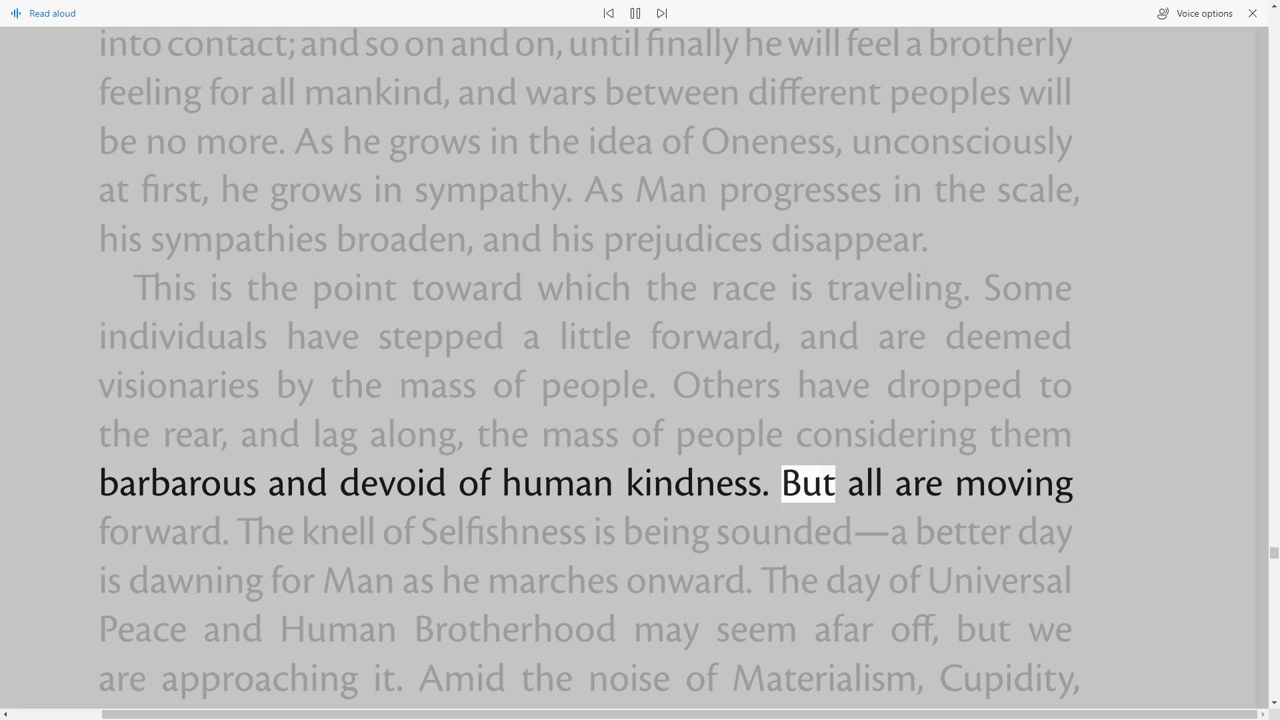 Read aloud
Voice options
into contact; and so on and on, until finally he will feel a brotherly
feeling for all mankind, and wars between different peoples will
be no more. As he grows in the idea of Oneness, unconsciously
at first, he grows in sympathy. As Man progresses in the scale,
his sympathies broaden, and his prejudices disappear.
This is the point toward which the race is traveling. Some
individuals have stepped a little forward, and are deemed
visionaries by the mass of people. Others have dropped to
the rear, and lag along, the mass of people considering them
barbarous and devoid of human kindness. But all are moving
forward. The knell of Selfishness is being sounded—a better day
is dawning for Man as he marches onward. The day of Universal
Peace and Human Brotherhood may seem afar off, but we
are approaching it. Amid the noise of Materialism, Cupidity,